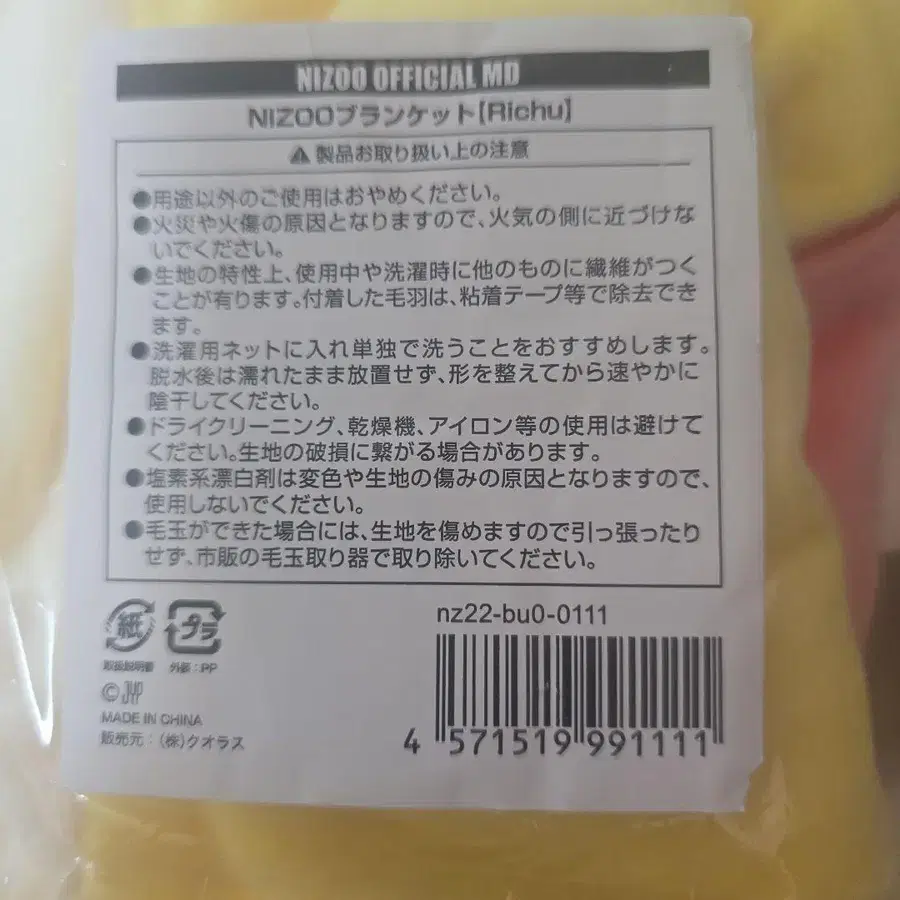 NIZOO OFFICIAL MD
NIZOOブランケット【Richu】
⚠製品お取り扱い上の注意
●用途以外のご使用はおやめください。
●火災や火傷の原因となりますので、火気の側に近づけな
いでください。
●生地の特性上、使用中や洗濯時に他のものに繊維がつく
ことが有ります。付着した毛羽は、粘着テープ等で除去でき
ます。
●洗濯用ネットに入れ単独で洗うことをおすすめします。
脱水後は濡れたまま放置せず、形を整えてから速やかに
陰干してください。
●ドライクリーニング、乾燥機、アイロン等の使用は避けて
ください。生地の破損に繋がる場合があります。
●塩素系漂白剤は変色や生地の傷みの原因となりますので、
使用しないでください。
●毛玉ができた場合には、生地を傷めますので引っ張ったり
せず、市販の毛玉取り器で取り除いてください。
紙 プラ
取扱説明書 外袋:PP
nz22-bu0-0111
© JYP
MADE IN CHINA
販売元:(株)クオラス
4 571519 991111